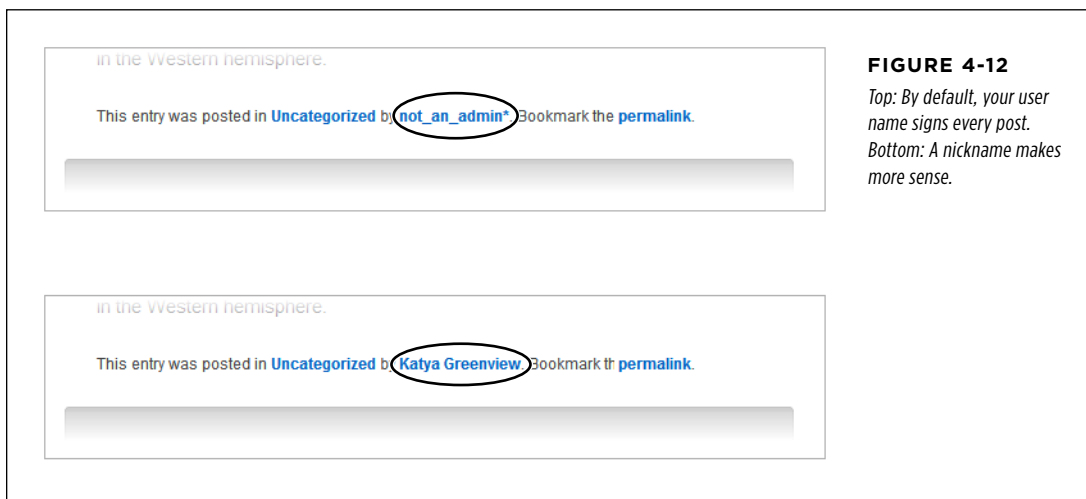 in the Western hemisphere.
This entry was posted in Uncategorized by not_an_admin*. Bookmark the permalink.
FIGURE 4-12
Top: By default, your user
name signs every post.
Bottom: A nickname makes
more sense.
in the Western hemisphere.
This entry was posted in Uncategorized by Katya Greenview. Bookmark th permalink.